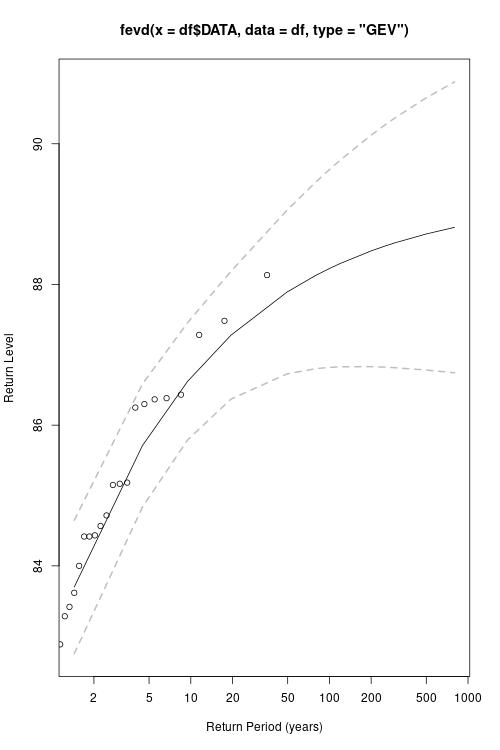 fevd(x = df$DATA, data = df, type = "GEV")
Return Level
90
88
86
84
2 5 10 20 50 100 200 500 1000
Return Period (years)